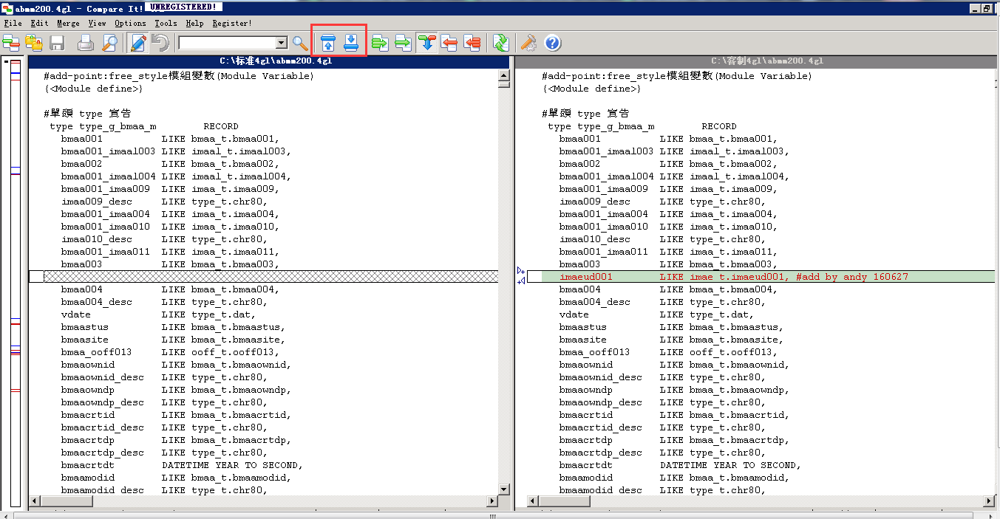 abmm200.4gl - Compare It! UNREGISTERED!
File Edit Merge View Options Tools Help Register!
C:\标准4gl\abmm200.4gl
#add-point:free_style模組變數(Module Variable)
{<Module define>}
#單頭 type 宣告
type type_g_bmaa_m RECORD
bmaa001 LIKE bmaa_t.bmaa001,
bmaa001_imaal003 LIKE imaal_t.imaal003,
bmaa002 LIKE bmaa_t.bmaa002,
bmaa001_imaal004 LIKE imaal_t.imaal004,
bmaa001_imaa009 LIKE imaa_t.imaa009,
imaa009_desc LIKE type_t.chr80,
bmaa001_imaa004 LIKE imaa_t.imaa004,
bmaa001_imaa010 LIKE imaa_t.imaa010,
imaa010_desc LIKE type_t.chr80,
bmaa001_imaa011 LIKE imaa_t.imaa011,
bmaa003 LIKE bmaa_t.bmaa003,
bmaa004 LIKE bmaa_t.bmaa004,
bmaa004_desc LIKE type_t.chr80,
vdate LIKE type_t.dat,
bmaastus LIKE bmaa_t.bmaastus,
bmaasite LIKE bmaa_t.bmaasite,
bmaa_ooff013 LIKE ooff_t.ooff013,
bmaaownid LIKE bmaa_t.bmaaownid,
bmaaownid_desc LIKE type_t.chr80,
bmaaowndp LIKE bmaa_t.bmaaowndp,
bmaaowndp_desc LIKE type_t.chr80,
bmaacrtid LIKE bmaa_t.bmaacrtid,
bmaacrtid_desc LIKE type_t.chr80,
bmaacrtdp LIKE bmaa_t.bmaacrtdp,
bmaacrtdp_desc LIKE type_t.chr80,
bmaacrtdt DATETIME YEAR TO SECOND,
bmaamodid LIKE bmaa_t.bmaamodid,
bmaamodid_desc LIKE type_t.chr80,
C:\客制4gl\abmm200.4gl
#add-point:free_style模組變數(Module Variable)
{<Module define>}
#單頭 type 宣告
type type_g_bmaa_m RECORD
bmaa001 LIKE bmaa_t.bmaa001,
bmaa001_imaal003 LIKE imaal_t.imaal003,
bmaa002 LIKE bmaa_t.bmaa002,
bmaa001_imaal004 LIKE imaal_t.imaal004,
bmaa001_imaa009 LIKE imaa_t.imaa009,
imaa009_desc LIKE type_t.chr80,
bmaa001_imaa004 LIKE imaa_t.imaa004,
bmaa001_imaa010 LIKE imaa_t.imaa010,
imaa010_desc LIKE type_t.chr80,
bmaa001_imaa011 LIKE imaa_t.imaa011,
bmaa003 LIKE bmaa_t.bmaa003,
imaeud001 LIKE imae_t.imaeud001, #add by andy 160627
bmaa004 LIKE bmaa_t.bmaa004,
bmaa004_desc LIKE type_t.chr80,
vdate LIKE type_t.dat,
bmaastus LIKE bmaa_t.bmaastus,
bmaasite LIKE bmaa_t.bmaasite,
bmaa_ooff013 LIKE ooff_t.ooff013,
bmaaownid LIKE bmaa_t.bmaaownid,
bmaaownid_desc LIKE type_t.chr80,
bmaaowndp LIKE bmaa_t.bmaaowndp,
bmaaowndp_desc LIKE type_t.chr80,
bmaacrtid LIKE bmaa_t.bmaacrtid,
bmaacrtid_desc LIKE type_t.chr80,
bmaacrtdp LIKE bmaa_t.bmaacrtdp,
bmaacrtdp_desc LIKE type_t.chr80,
bmaacrtdt DATETIME YEAR TO SECOND,
bmaamodid LIKE bmaa_t.bmaamodid,
bmaamodid_desc LIKE type_t.chr80,